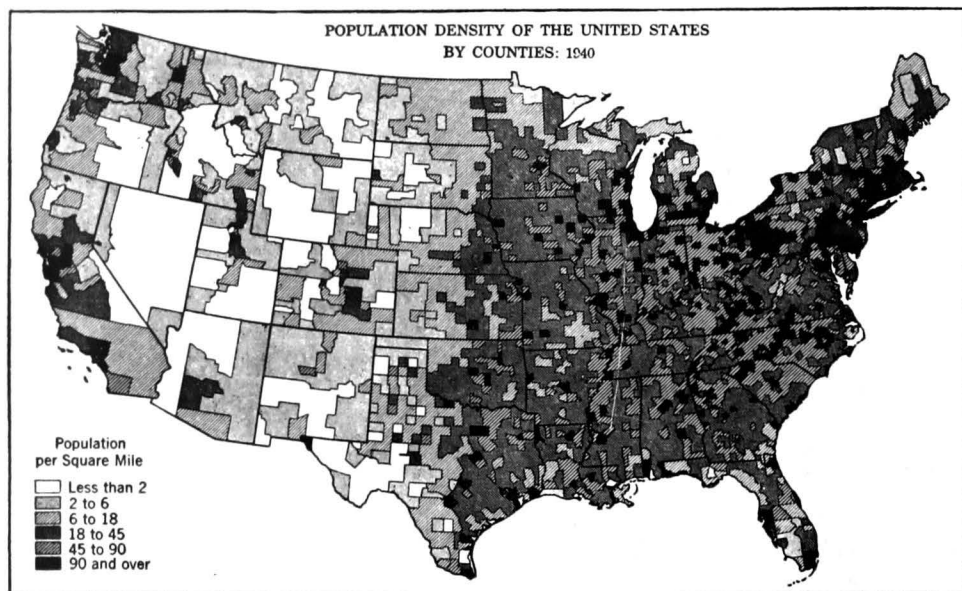 POPULATION DENSITY OF THE UNITED STATES
BY COUNTIES: 1940
Population
per Square Mile
Less than 2
2 to 6
6 to 18
18 to 45
45 to 90
90 and over